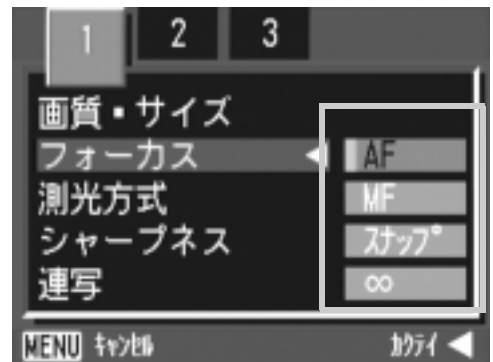 1 2 3
画質・サイズ
フォーカス ◀ AF
測光方式 MF
シャープネス ｽﾅｯﾌﾟ
連写 ∞
MENU ｷｬﾝｾﾙ ｶｸﾃｲ ◀